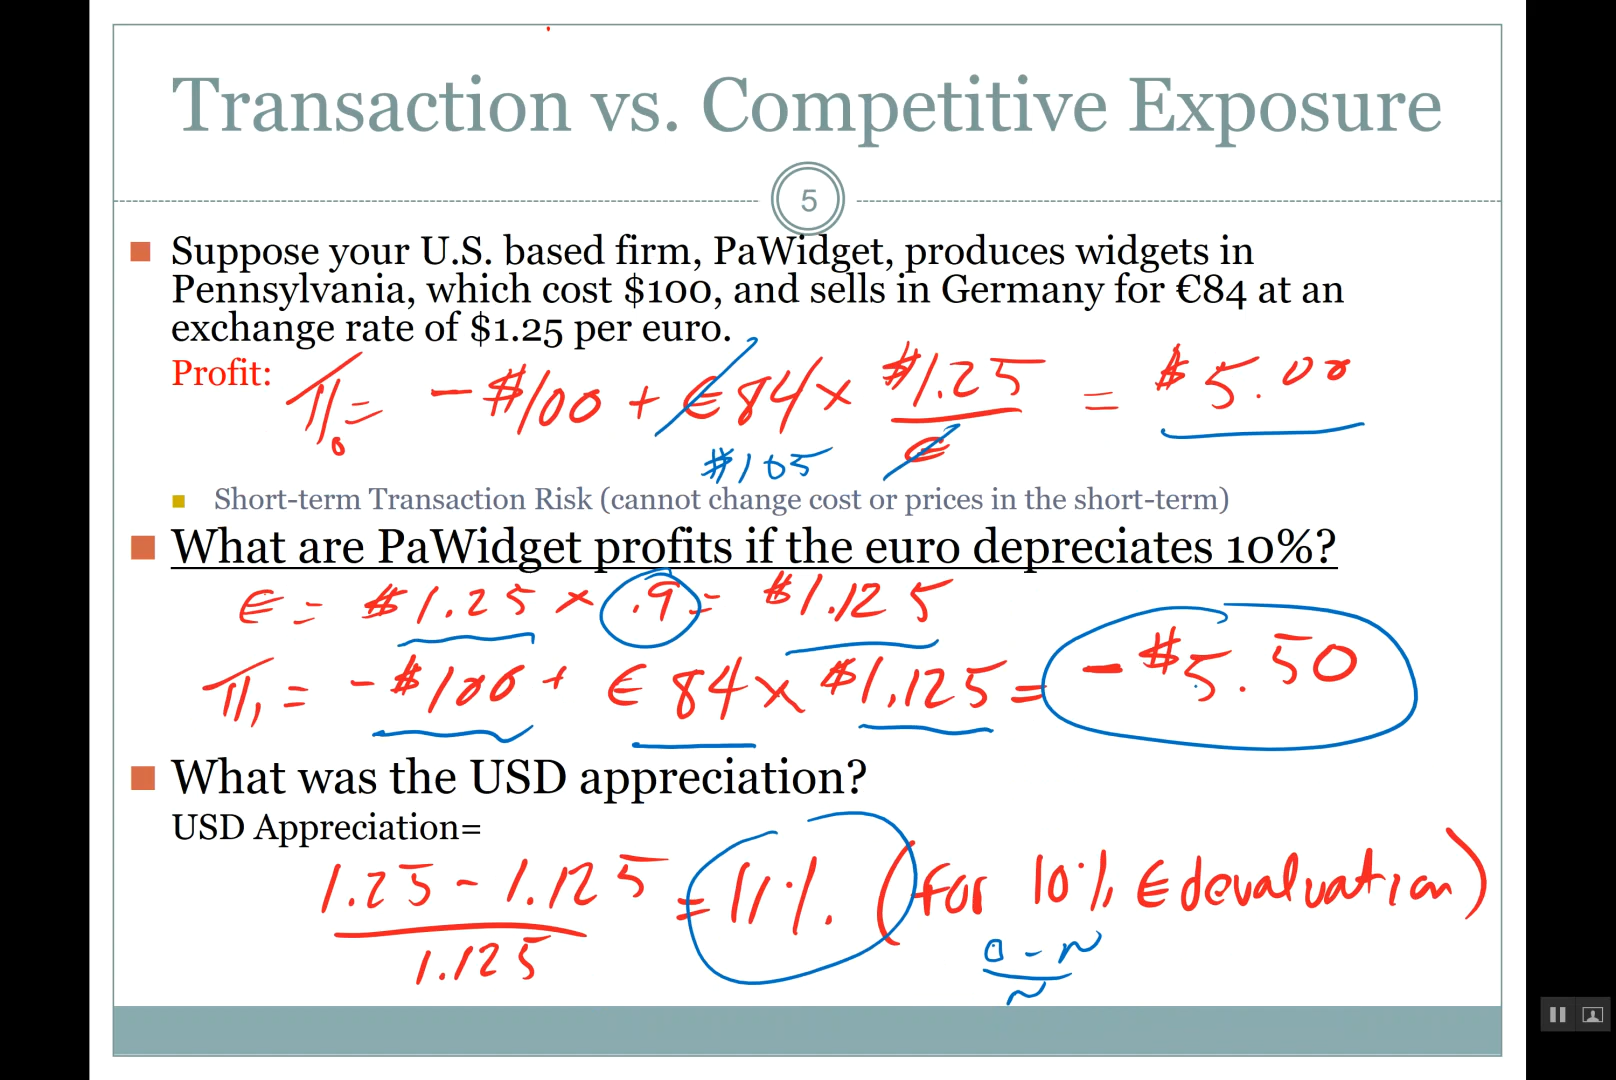 Transaction vs. Competitive Exposure
5
Suppose your U.S. based firm, PaWidget, produces widgets in
Pennsylvania, which cost $100, and sells in Germany for €84 at an
exchange rate of $1.25 per euro.
Profit: π₀ = -$100 + €84 × $1.25/€ = $5.00
$105
Short-term Transaction Risk (cannot change cost or prices in the short-term)
What are PaWidget profits if the euro depreciates 10%?
€ = $1.25 × .9 = $1.125
π₁ = -$100 + €84 × $1.125 = -$5.50
What was the USD appreciation?
USD Appreciation=
1.25 - 1.125 = 11% (for 10% € devaluation)
1.125
O - N
N